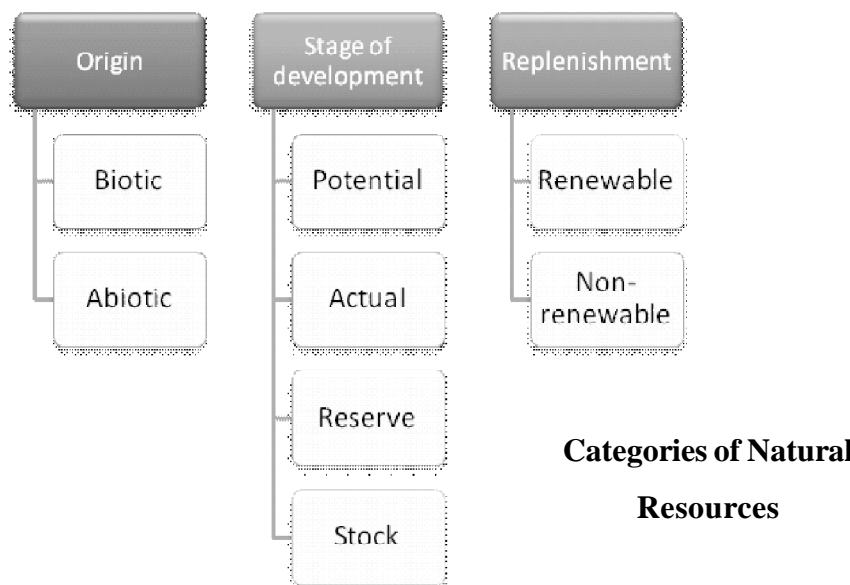 Origin
Biotic
Abiotic
Stage of
development
Potential
Actual
Reserve
Stock
Replenishment
Renewable
Non-
renewable
Categories of Natural
Resources